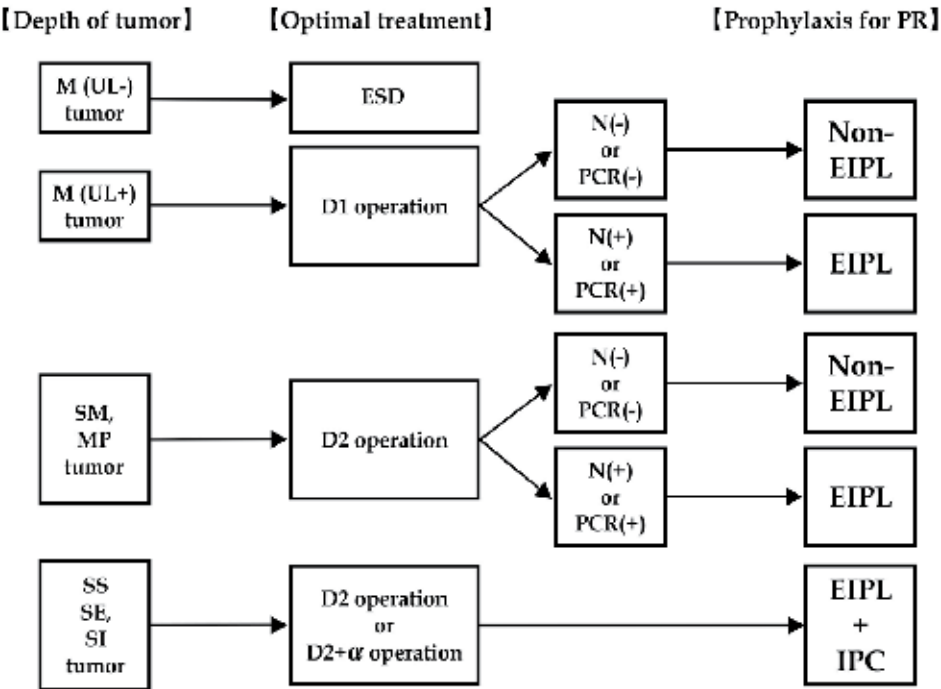 【Depth of tumor】 【Optimal treatment】 【Prophylaxis for PR】
M (UL-)
tumor
ESD
M (UL+)
tumor
D1 operation
N(-)
or
PCR(-)
Non-
EIPL
N(+)
or
PCR(+)
EIPL
SM,
MP
tumor
D2 operation
N(-)
or
PCR(-)
Non-
EIPL
N(+)
or
PCR(+)
EIPL
SS
SE,
SI
tumor
D2 operation
or
D2+α operation
EIPL
+
IPC